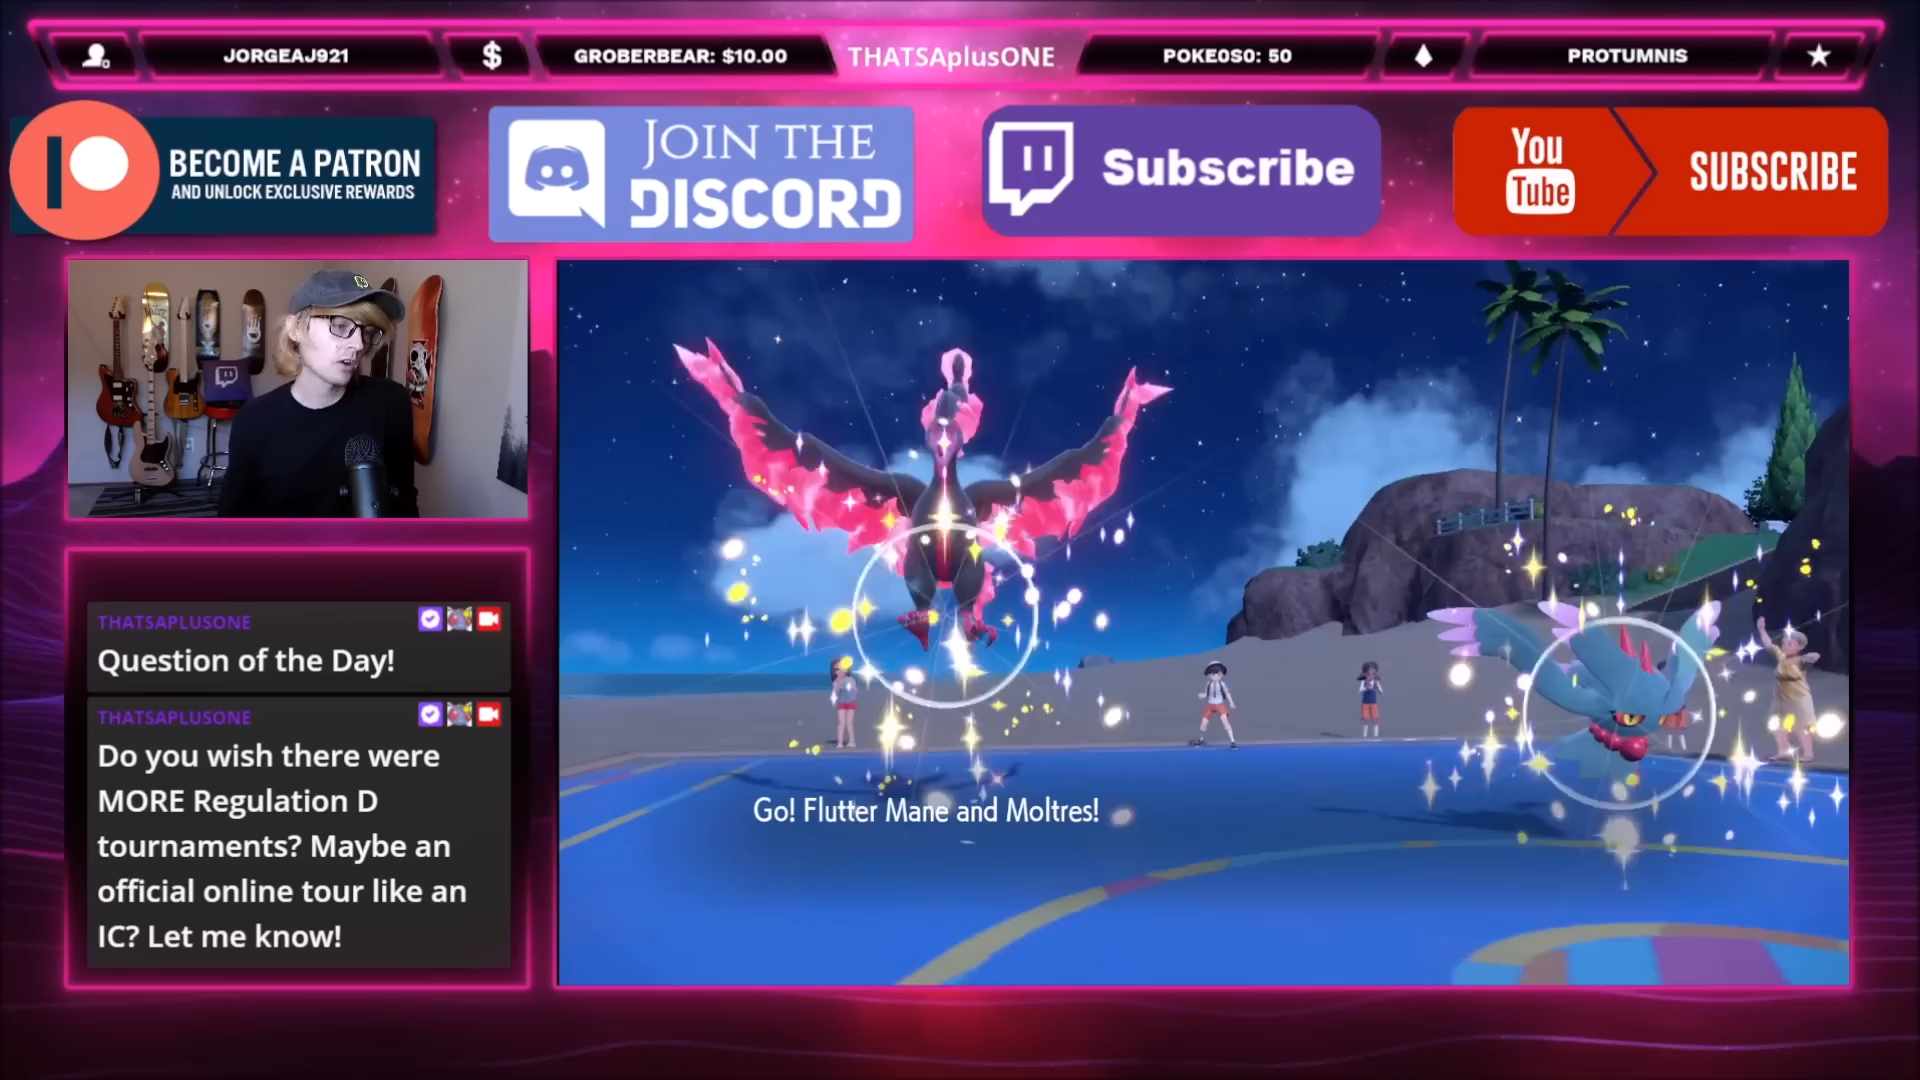 JORGEAJ921
$
GROBERBEAR: $10.00
THATSAplusONE
POKE0S0: 50
PROTUMNIS
BECOME A PATRON
AND UNLOCK EXCLUSIVE REWARDS
JOIN THE
DISCORD
Subscribe
You
Tube
SUBSCRIBE
THATSAPLUSONE
Question of the Day!
THATSAPLUSONE
Do you wish there were
MORE Regulation D
tournaments? Maybe an
official online tour like an
IC? Let me know!
Go! Flutter Mane and Moltres!